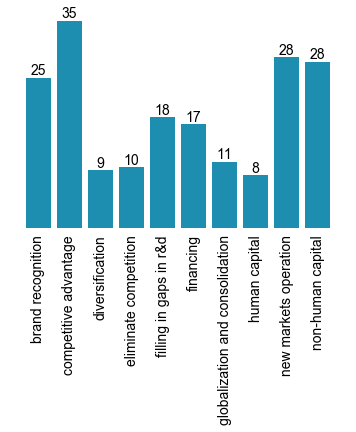 25
35
9
10
18
17
11
8
28
28
brand recognition
competitive advantage
diversification
eliminate competition
filling in gaps in r&d
financing
globalization and consolidation
human capital
new markets operation
non-human capital